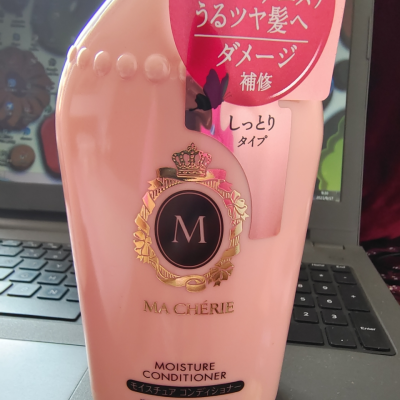 うるツヤ髪へ
ダメージ
補修
しっとり
タイプ
M
MA CHÉRIE
MOISTURE
CONDITIONER
モイスチュア コンディショナー